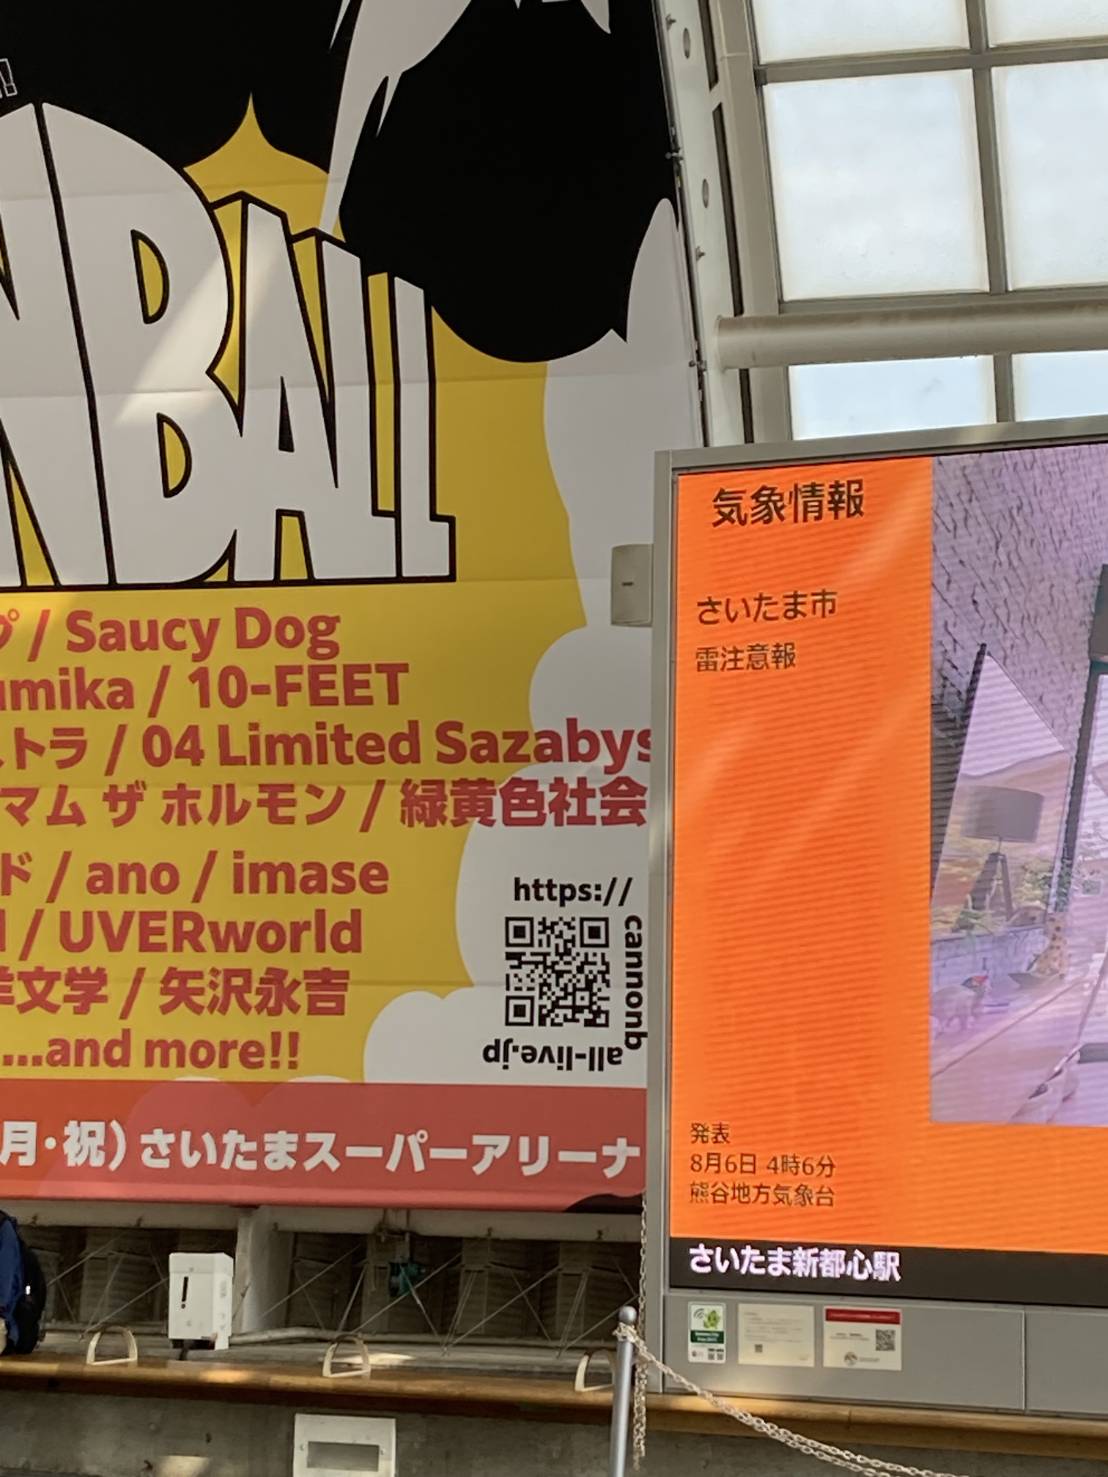 NBALL
/ Saucy Dog
umika / 10-FEET
ストラ / 04 Limited Sazabys
マム ザ ホルモン / 緑黄色社会
ド / ano / imase
/ UVERworld
羊文学 / 矢沢永吉
...and more!!
https://
cannonb
all-live.jp
月・祝) さいたまスーパーアリーナ
気象情報
さいたま市
雷注意報
発表
8月6日 4時6分
熊谷地方気象台
さいたま新都心駅